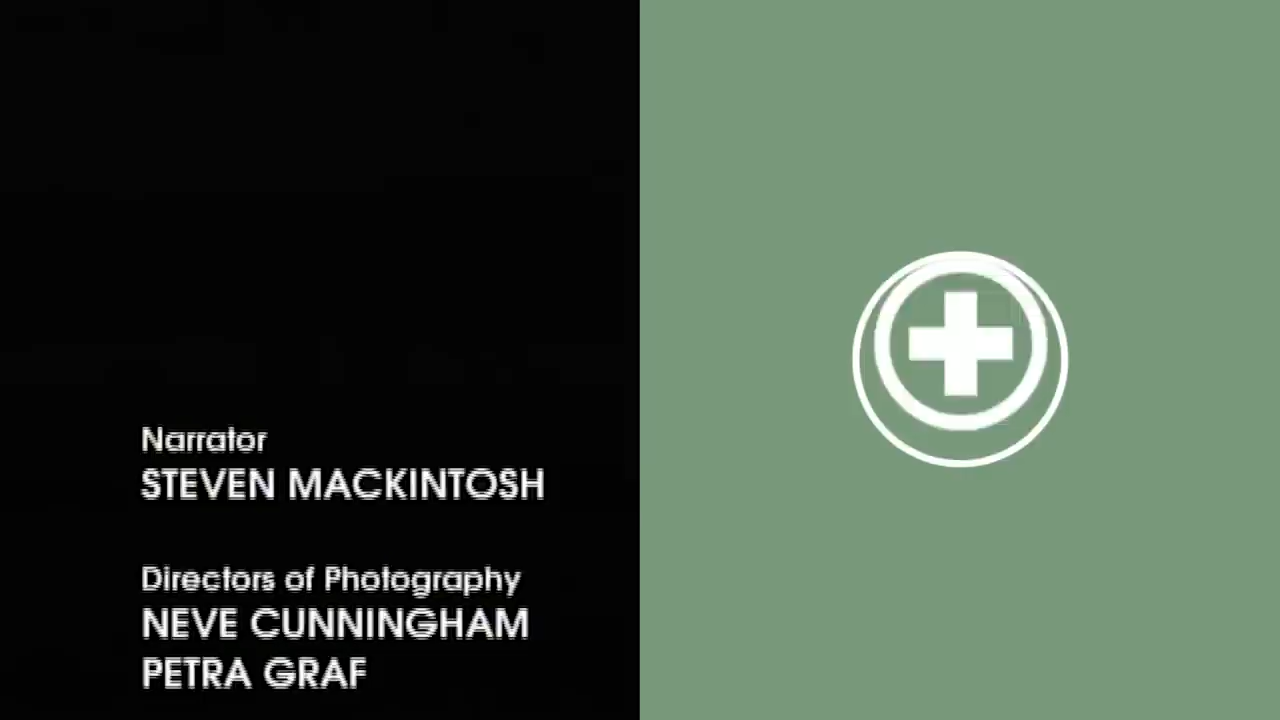 Narrator
STEVEN MACKINTOSH
Directors of Photography
NEVE CUNNINGHAM
PETRA GRAF